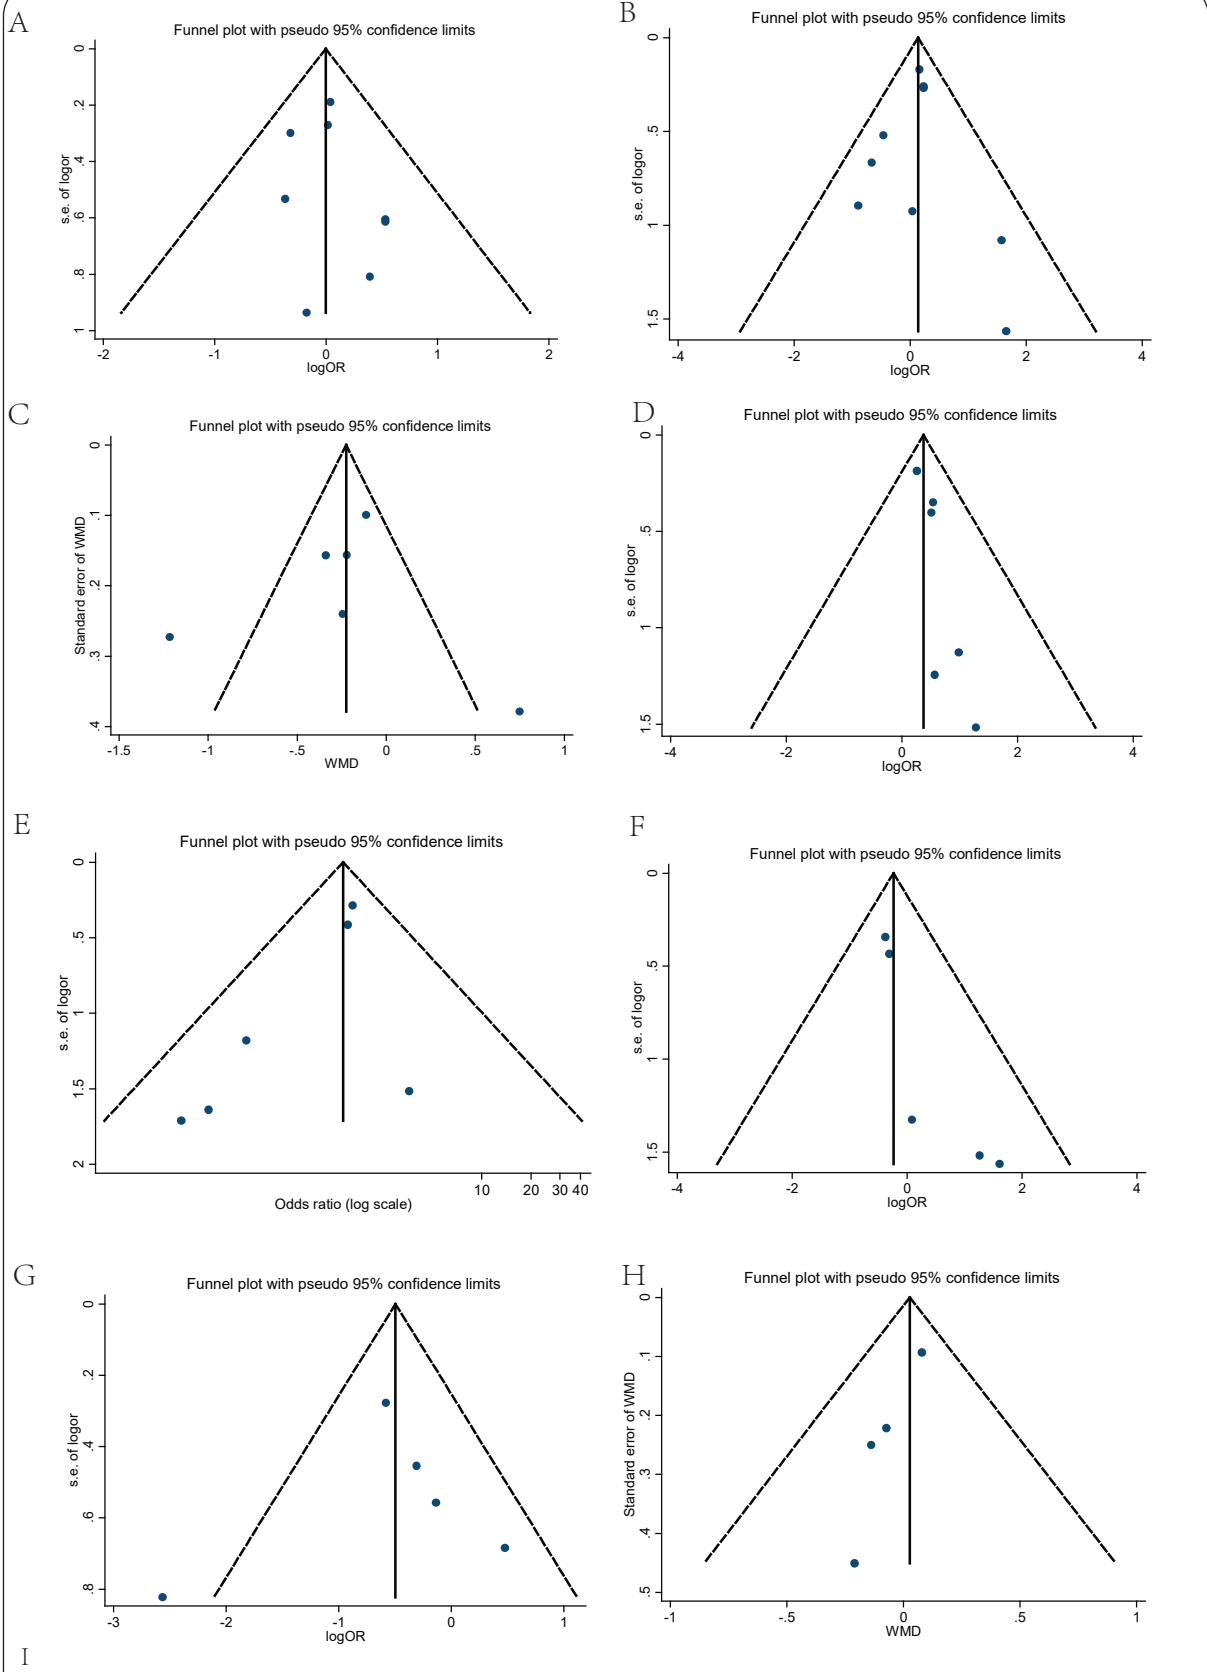 A
Funnel plot with pseudo 95% confidence limits
s.e. of logor
0
.2
.4
.6
.8
1
-2
-1
0
1
2
logOR
B
Funnel plot with pseudo 95% confidence limits
s.e. of logor
0
.5
1
1.5
-4
-2
0
2
4
logOR
C
Funnel plot with pseudo 95% confidence limits
Standard error of WMD
0
.1
.2
.3
.4
-1.5
-1
-.5
0
.5
1
WMD
D
Funnel plot with pseudo 95% confidence limits
s.e. of logor
0
.5
1
1.5
-4
-2
0
2
4
logOR
E
Funnel plot with pseudo 95% confidence limits
s.e. of logor
0
.5
1
1.5
2
10
20
30
40
Odds ratio (log scale)
F
Funnel plot with pseudo 95% confidence limits
s.e. of logor
0
.5
1
1.5
-4
-2
0
2
4
logOR
G
Funnel plot with pseudo 95% confidence limits
s.e. of logor
0
.2
.4
.6
.8
-3
-2
-1
0
1
logOR
H
Funnel plot with pseudo 95% confidence limits
Standard error of WMD
0
.1
.2
.3
.4
.5
-1
-.5
0
.5
1
WMD
I